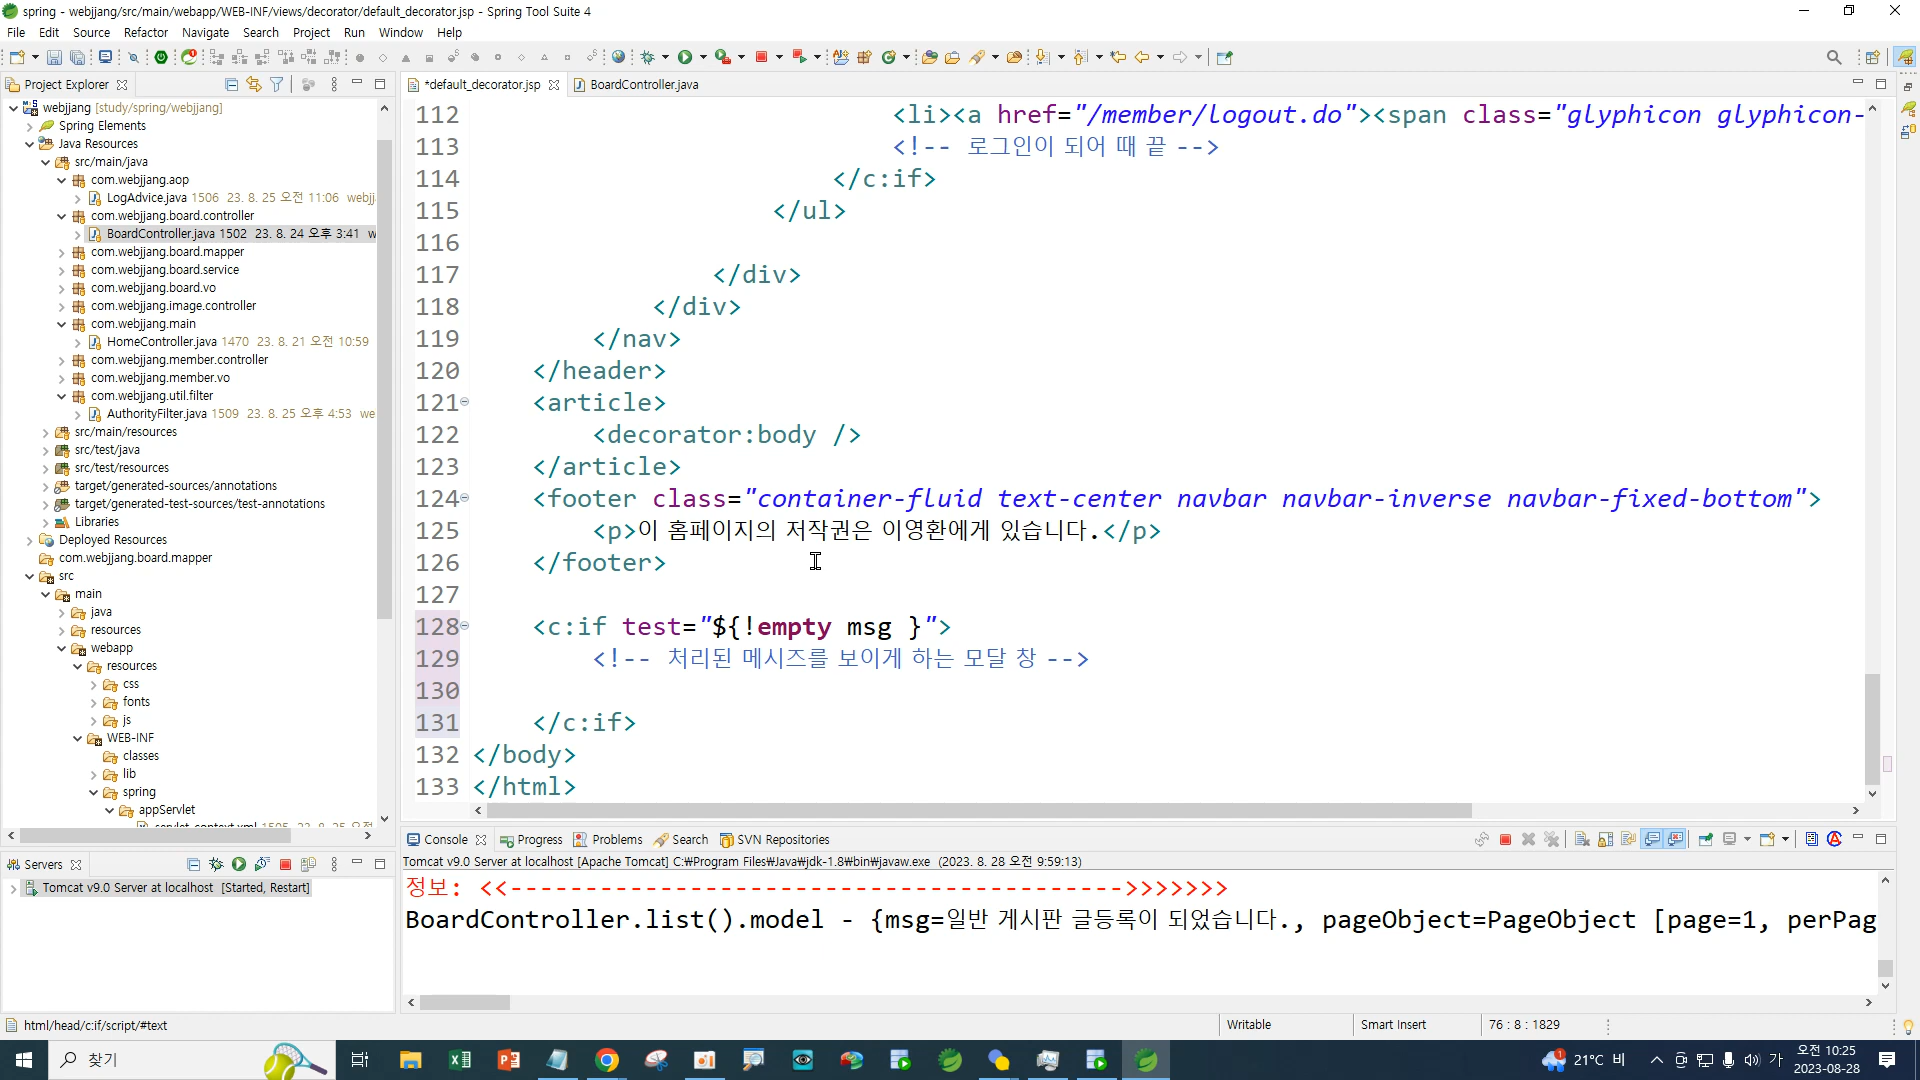 spring - webjjang/src/main/webapp/WEB-INF/views/decorator/default_decorator.jsp - Spring Tool Suite 4
File Edit Source Refactor Navigate Search Project Run Window Help
Project Explorer
webjjang [study/spring/webjjang]
Spring Elements
Java Resources
src/main/java
com.webjjang.aop
LogAdvice.java 1506 23. 8. 25 오전 11:06 webjj
com.webjjang.board.controller
BoardController.java 1502 23. 8. 24 오후 3:41 w
com.webjjang.board.mapper
com.webjjang.board.service
com.webjjang.board.vo
com.webjjang.image.controller
com.webjjang.main
HomeController.java 1470 23. 8. 21 오전 10:59
com.webjjang.member.controller
com.webjjang.member.vo
com.webjjang.util.filter
AuthorityFilter.java 1509 23. 8. 25 오후 4:53 we
src/main/resources
src/test/java
src/test/resources
target/generated-sources/annotations
target/generated-test-sources/test-annotations
Libraries
Deployed Resources
com.webjjang.board.mapper
src
main
java
resources
webapp
resources
css
fonts
js
WEB-INF
classes
lib
spring
appServlet
*default_decorator.jsp BoardController.java
112 <li><a href="/member/logout.do"><span class="glyphicon glyphicon-
113 <!-- 로그인이 되어 때 끝 -->
114 </c:if>
115 </ul>
116
117 </div>
118 </div>
119 </nav>
120 </header>
121 <article>
122 <decorator:body />
123 </article>
124 <footer class="container-fluid text-center navbar navbar-inverse navbar-fixed-bottom">
125 <p>이 홈페이지의 저작권은 이영환에게 있습니다.</p>
126 </footer>
127
128 <c:if test="${!empty msg }">
129 <!-- 처리된 메시즈를 보이게 하는 모달 창 -->
130
131 </c:if>
132 </body>
133 </html>
Servers
Tomcat v9.0 Server at localhost [Started, Restart]
Console Progress Problems Search SVN Repositories
Tomcat v9.0 Server at localhost [Apache Tomcat] C:₩Program Files₩Java₩jdk-1.8₩bin₩javaw.exe (2023. 8. 28 오전 9:59:13)
정보: <<----------------------------------------->>>>>>>
BoardController.list().model - {msg=일반 게시판 글등록이 되었습니다., pageObject=PageObject [page=1, perPag
html/head/c:if/script/#text
Writable Smart Insert 76 : 8 : 1829
찾기
21°C 비
가
오전 10:25
2023-08-28